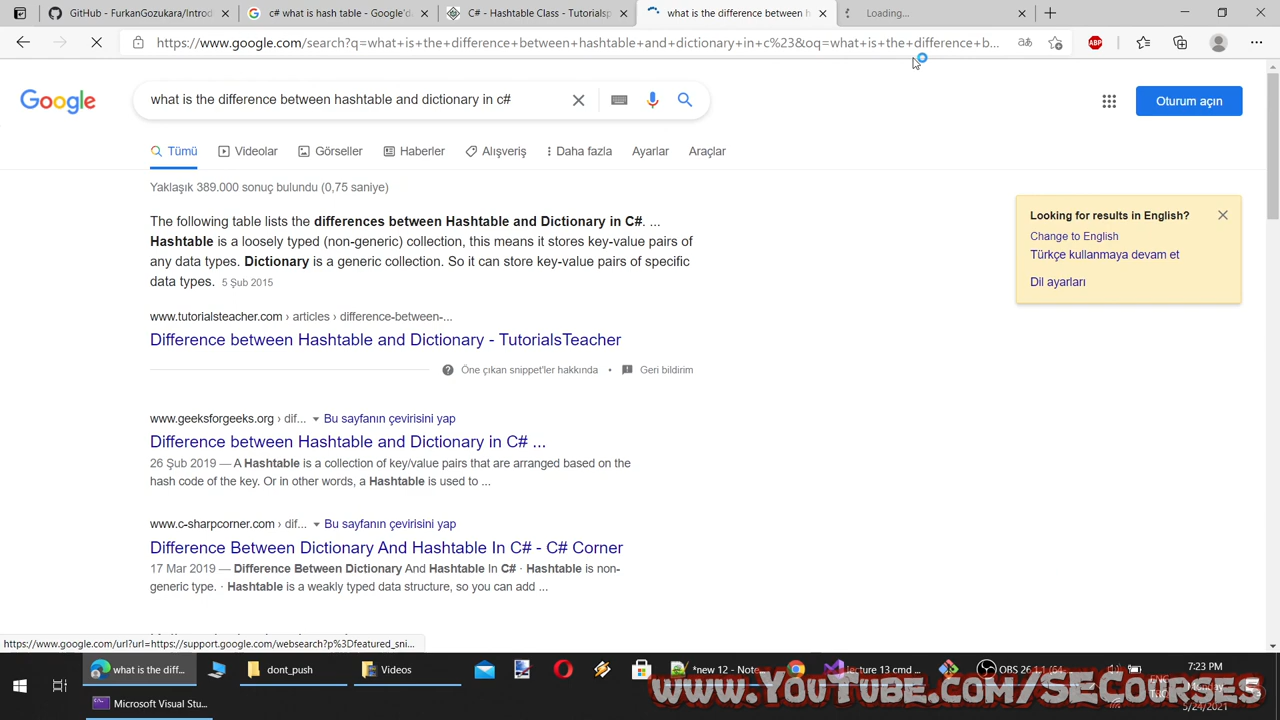 GitHub - FurkanGozukara/Introd
c# what is hash table - Google'd
C# - Hashtable Class - Tutorialsp
what is the difference between h
Loading...
https://www.google.com/search?q=what+is+the+difference+between+hashtable+and+dictionary+in+c%23&oq=what+is+the+difference+b...
ABP
Google
what is the difference between hashtable and dictionary in c#
Oturum açın
Tümü
Videolar
Görseller
Haberler
Alışveriş
Daha fazla
Ayarlar
Araçlar
Yaklaşık 389.000 sonuç bulundu (0,75 saniye)
The following table lists the differences between Hashtable and Dictionary in C#. ...
Hashtable is a loosely typed (non-generic) collection, this means it stores key-value pairs of
any data types. Dictionary is a generic collection. So it can store key-value pairs of specific
data types. 5 Şub 2015
Looking for results in English?
Change to English
Türkçe kullanmaya devam et
Dil ayarları
www.tutorialsteacher.com › articles › difference-between-...
Difference between Hashtable and Dictionary - TutorialsTeacher
Öne çıkan snippet'ler hakkında • Geri bildirim
www.geeksforgeeks.org › dif... Bu sayfanın çevirisini yap
Difference between Hashtable and Dictionary in C# ...
26 Şub 2019 — A Hashtable is a collection of key/value pairs that are arranged based on the
hash code of the key. Or in other words, a Hashtable is used to ...
www.c-sharpcorner.com › dif... Bu sayfanın çevirisini yap
Difference Between Dictionary And Hashtable In C# - C# Corner
17 Mar 2019 — Difference Between Dictionary And Hashtable In C# · Hashtable is non-
generic type. · Hashtable is a weakly typed data structure, so you can add ...
https://www.google.com/url?url=https://support.google.com/websearch?p%3Dfeatured_sni...
what is the diff...
dont_push
Videos
*new 12 - Note...
lecture 13 cmd ...
OBS 26.1.1 (64...
ENG
7:23 PM
Monday
5/24/2021
Microsoft Visual Stu...
www.YouTube.com/SECourses